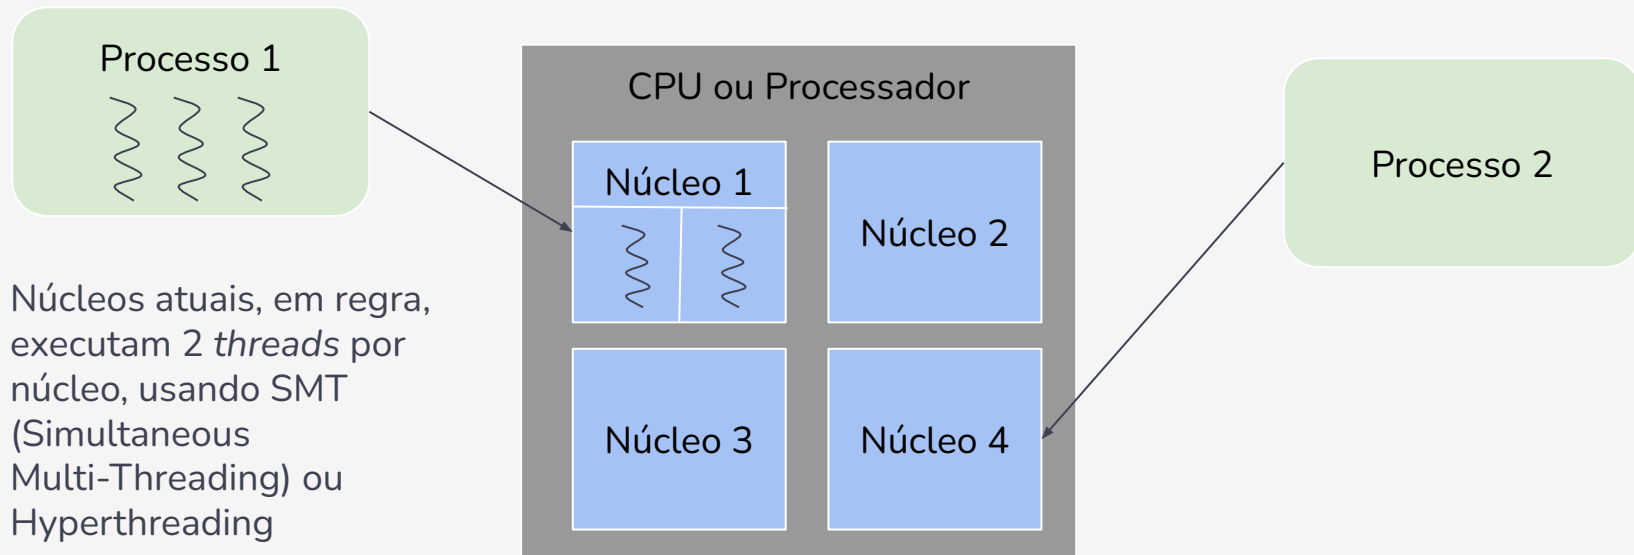 Processo 1
CPU ou Processador
Processo 2
Núcleo 1
Núcleo 2
Núcleo 3
Núcleo 4
Núcleos atuais, em regra,
executam 2 threads por
núcleo, usando SMT
(Simultaneous
Multi-Threading) ou
Hyperthreading